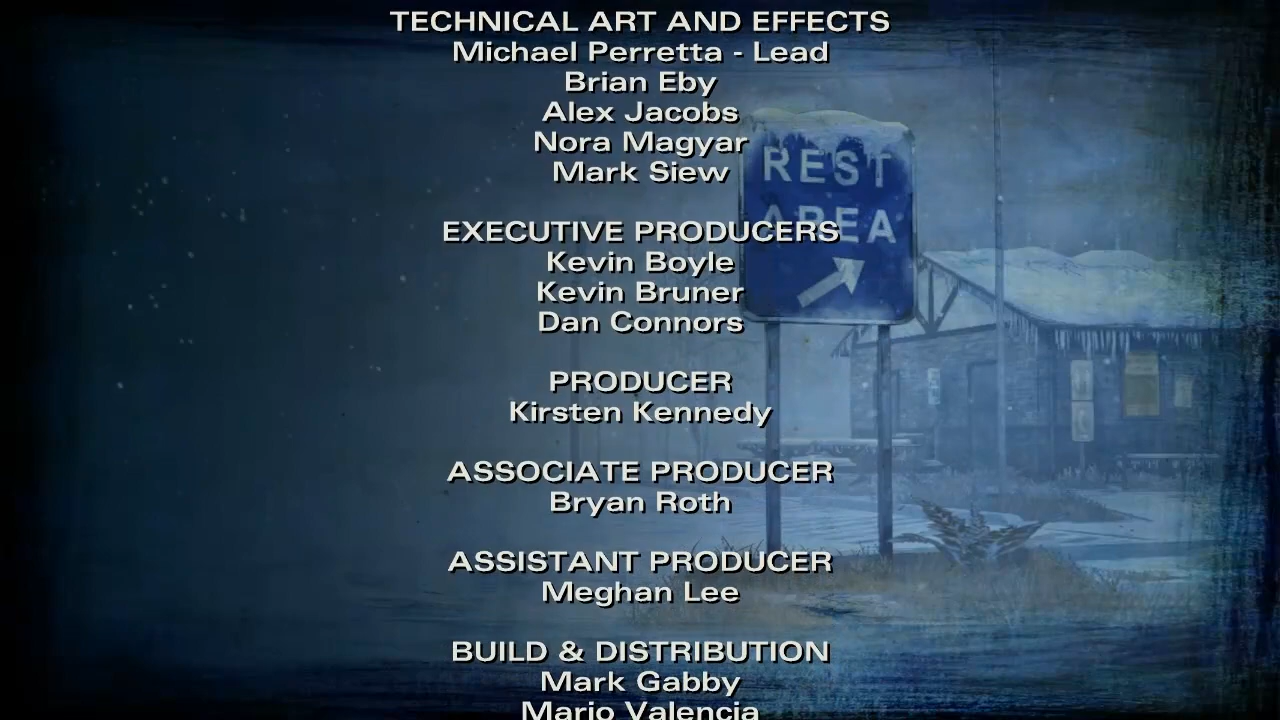 TECHNICAL ART AND EFFECTS
Michael Perretta - Lead
Brian Eby
Alex Jacobs
Nora Magyar
Mark Siew
REST
AREA
EXECUTIVE PRODUCERS
Kevin Boyle
Kevin Bruner
Dan Connors
PRODUCER
Kirsten Kennedy
ASSOCIATE PRODUCER
Bryan Roth
ASSISTANT PRODUCER
Meghan Lee
BUILD & DISTRIBUTION
Mark Gabby
Mario Valencia